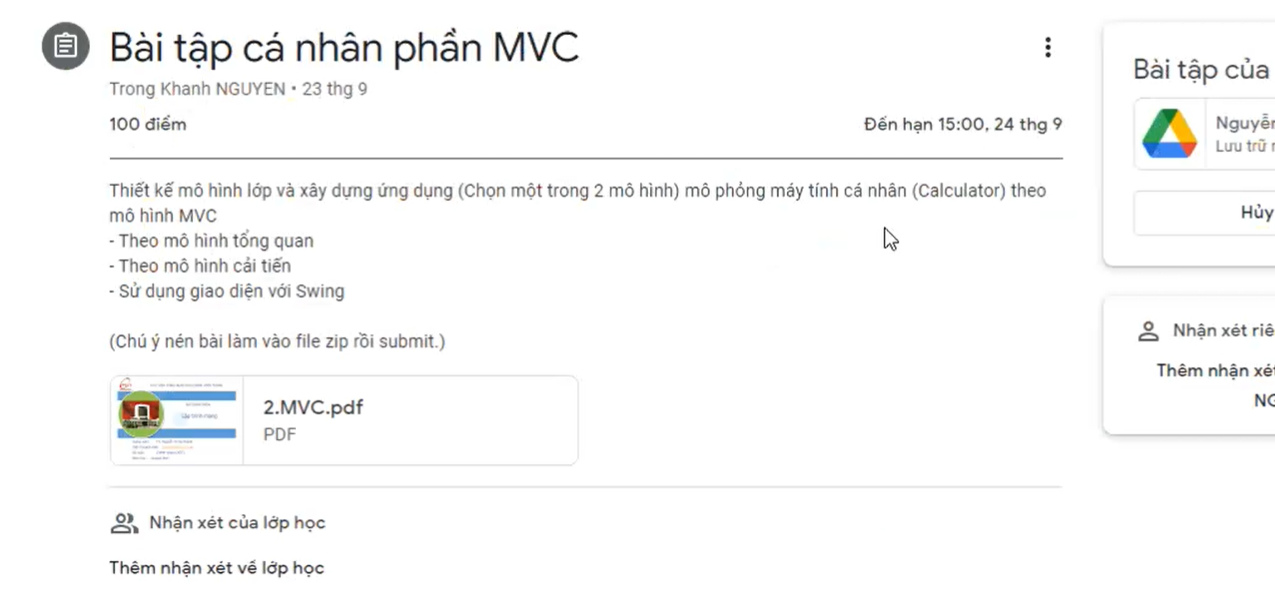 Bài tập cá nhân phần MVC
Trong Khanh NGUYEN • 23 thg 9
100 điểm
Đến hạn 15:00, 24 thg 9
Thiết kế mô hình lớp và xây dựng ứng dụng (Chọn một trong 2 mô hình) mô phỏng máy tính cá nhân (Calculator) theo
mô hình MVC
- Theo mô hình tổng quan
- Theo mô hình cải tiến
- Sử dụng giao diện với Swing
(Chú ý nén bài làm vào file zip rồi submit.)
2.MVC.pdf
PDF
Nhận xét của lớp học
Thêm nhận xét về lớp học
Bài tập của
Nguyễn
Lưu trữ
Hủy
Nhận xét
Thêm nhận xét